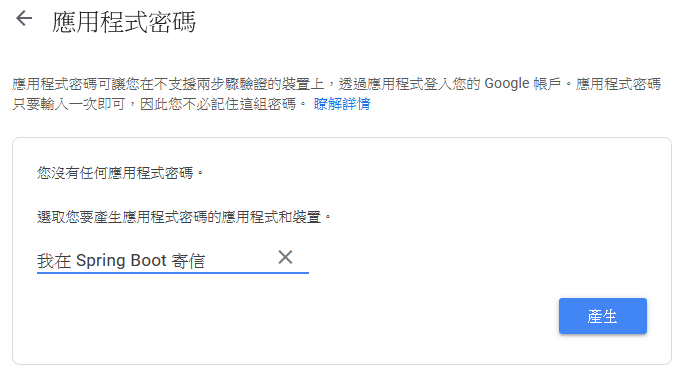 應用程式密碼
應用程式密碼可讓您在不支援兩步驟驗證的裝置上，透過應用程式登入您的 Google 帳戶。應用程式密碼
只要輸入一次即可，因此您不必記住這組密碼。 瞭解詳情
您沒有任何應用程式密碼。
選取您要產生應用程式密碼的應用程式和裝置。
我在 Spring Boot 寄信
產生